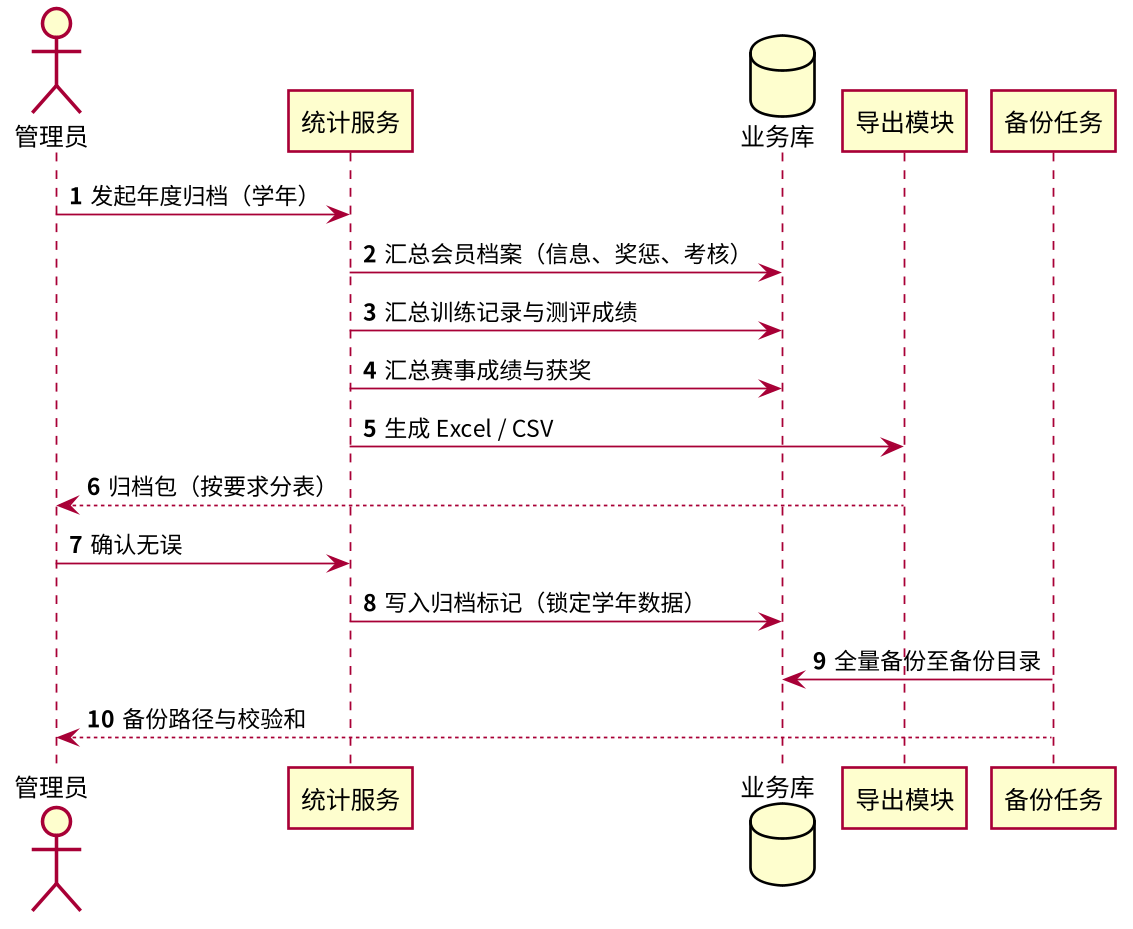 管理员
统计服务
业务库
导出模块
备份任务
1 发起年度归档（学年）
2 汇总会员档案（信息、奖惩、考核）
3 汇总训练记录与测评成绩
4 汇总赛事成绩与获奖
5 生成 Excel / CSV
6 归档包（按要求分表）
7 确认无误
8 写入归档标记（锁定学年数据）
9 全量备份至备份目录
10 备份路径与校验和
管理员
统计服务
业务库
导出模块
备份任务